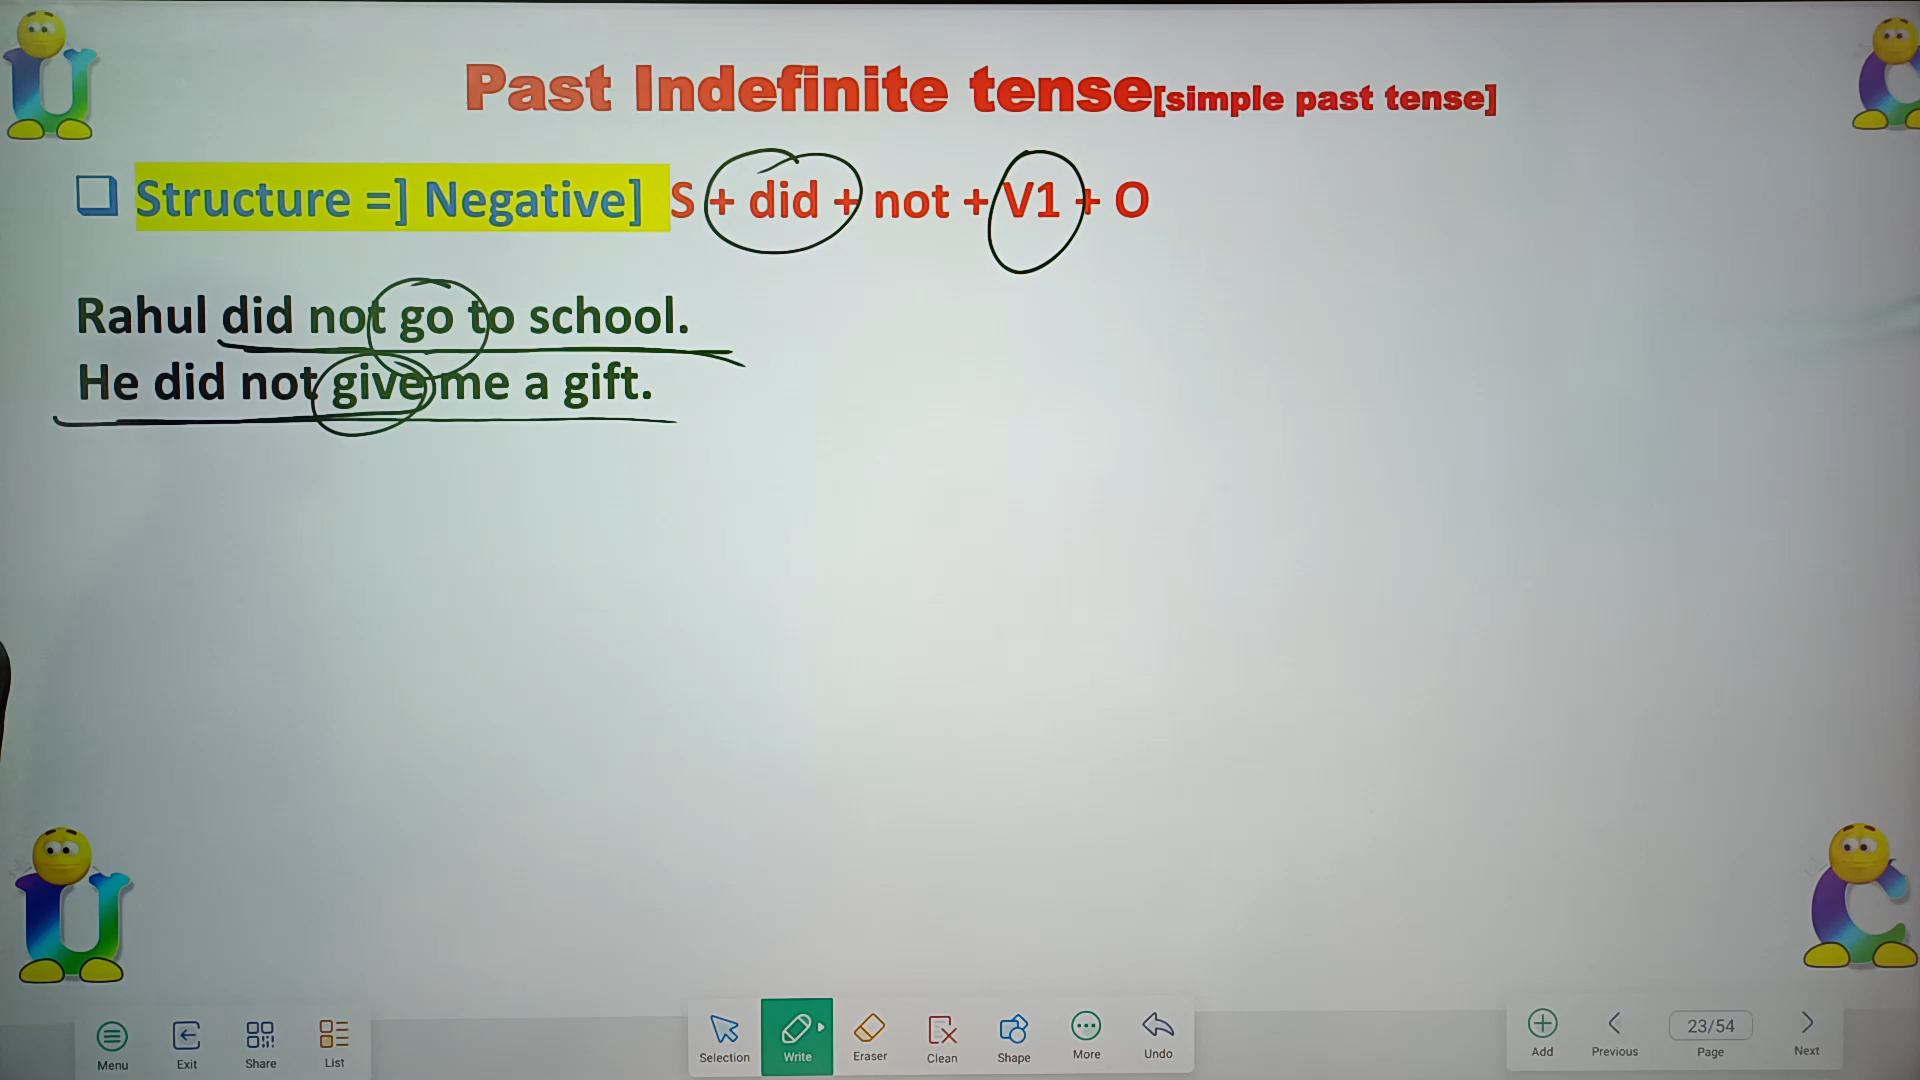 Past Indefinite tense[simple past tense]
Structure =] Negative] S + did + not + V1 + O
Rahul did not go to school.
He did not give me a gift.
Menu Exit Share List Selection Write Eraser Clean Shape More Undo Add Previous 23/54 Page Next